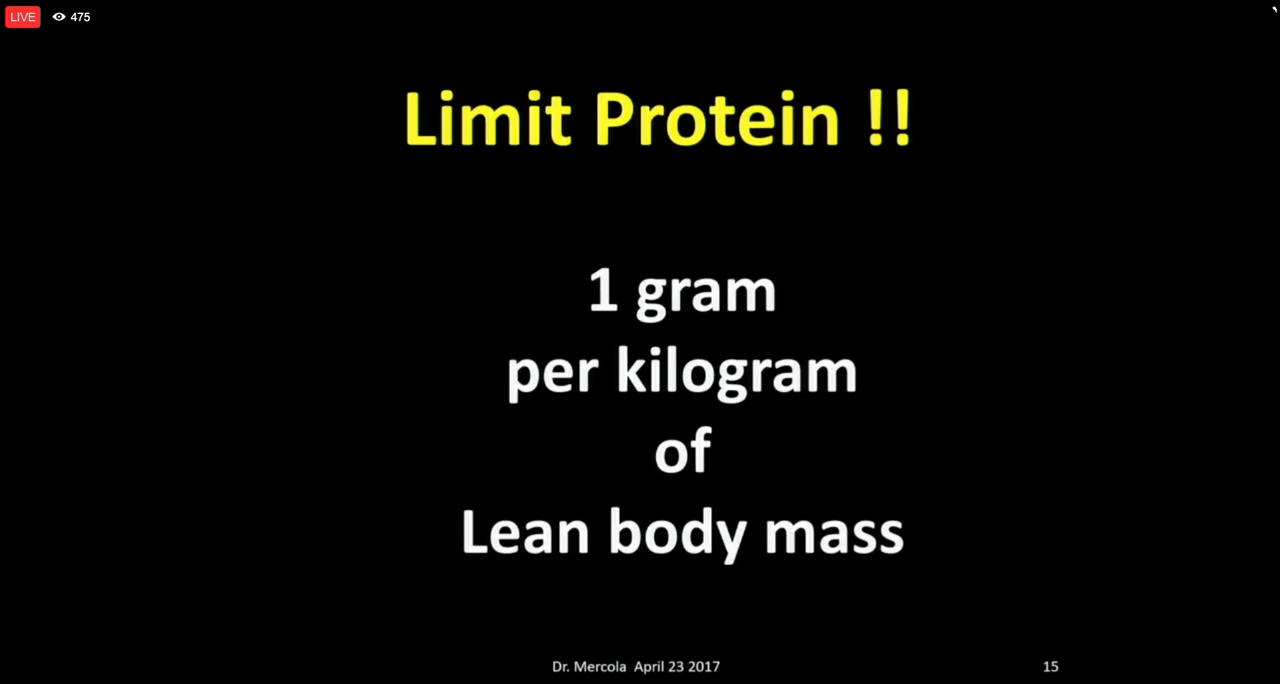 LIVE 475
Limit Protein !!
1 gram
per kilogram
of
Lean body mass
Dr. Mercola April 23 2017 15